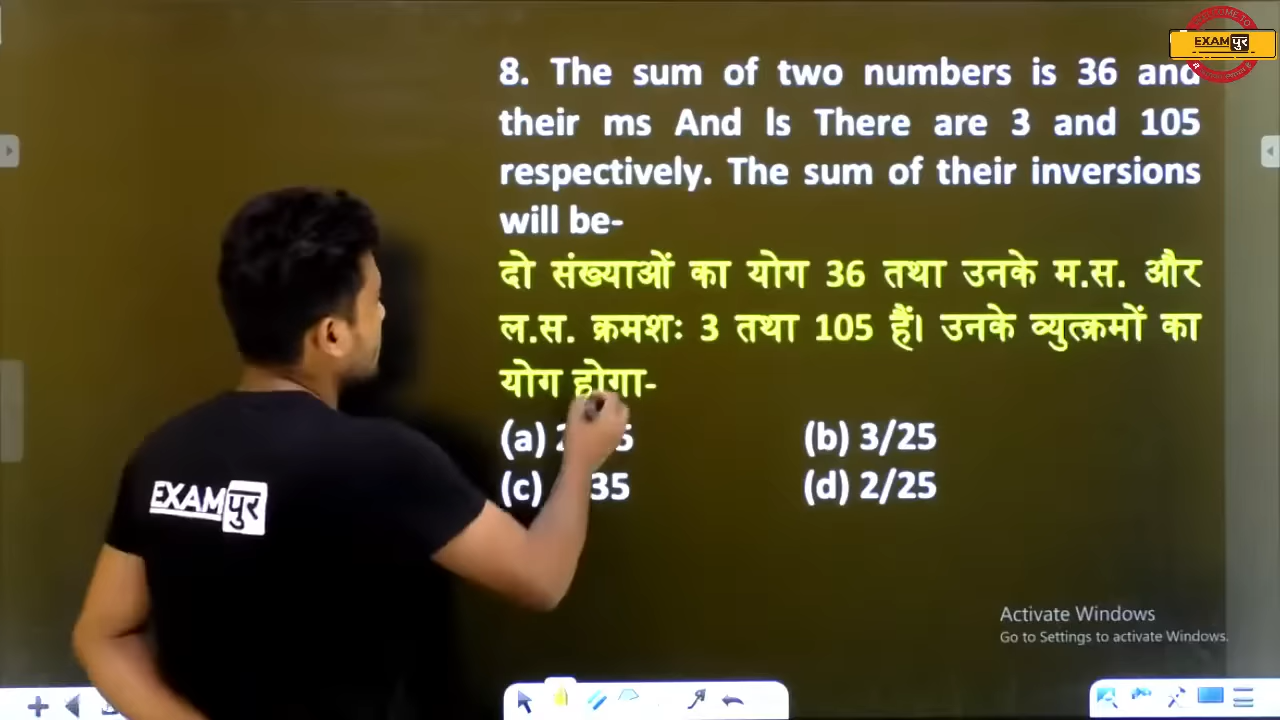 EXAMपुर
8. The sum of two numbers is 36 and
their ms And ls There are 3 and 105
respectively. The sum of their inversions
will be-
दो संख्याओं का योग 36 तथा उनके म.स. और
ल.स. क्रमशः 3 तथा 105 हैं। उनके व्युत्क्रमों का
योग होगा-
(a)
(b) 3/25
(c) 35
(d) 2/25
EXAMपुर
Activate Windows
Go to Settings to activate Windows.